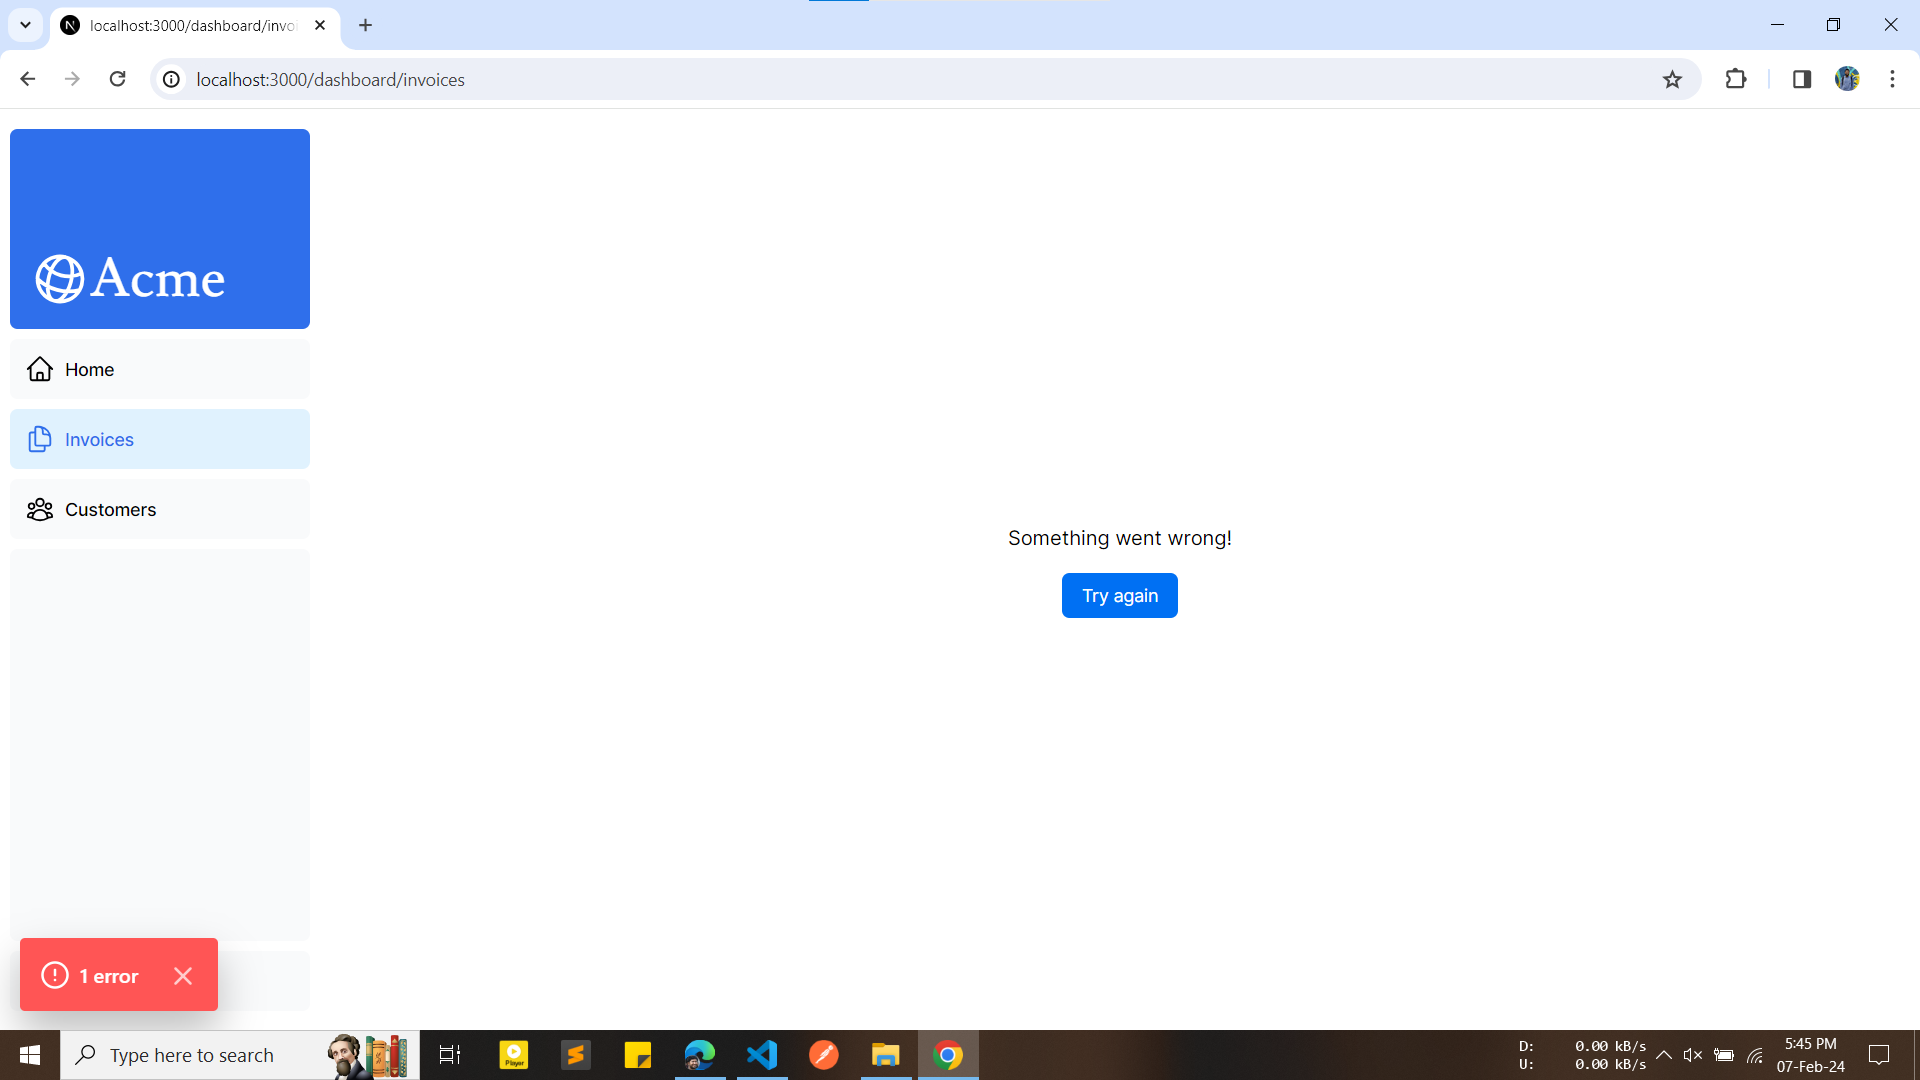 localhost:3000/dashboard/invoi
localhost:3000/dashboard/invoices
Acme
Home
Invoices
Customers
Something went wrong!
Try again
1 error
Type here to search
Player
D: 0.00 kB/s
U: 0.00 kB/s
5:45 PM
07-Feb-24